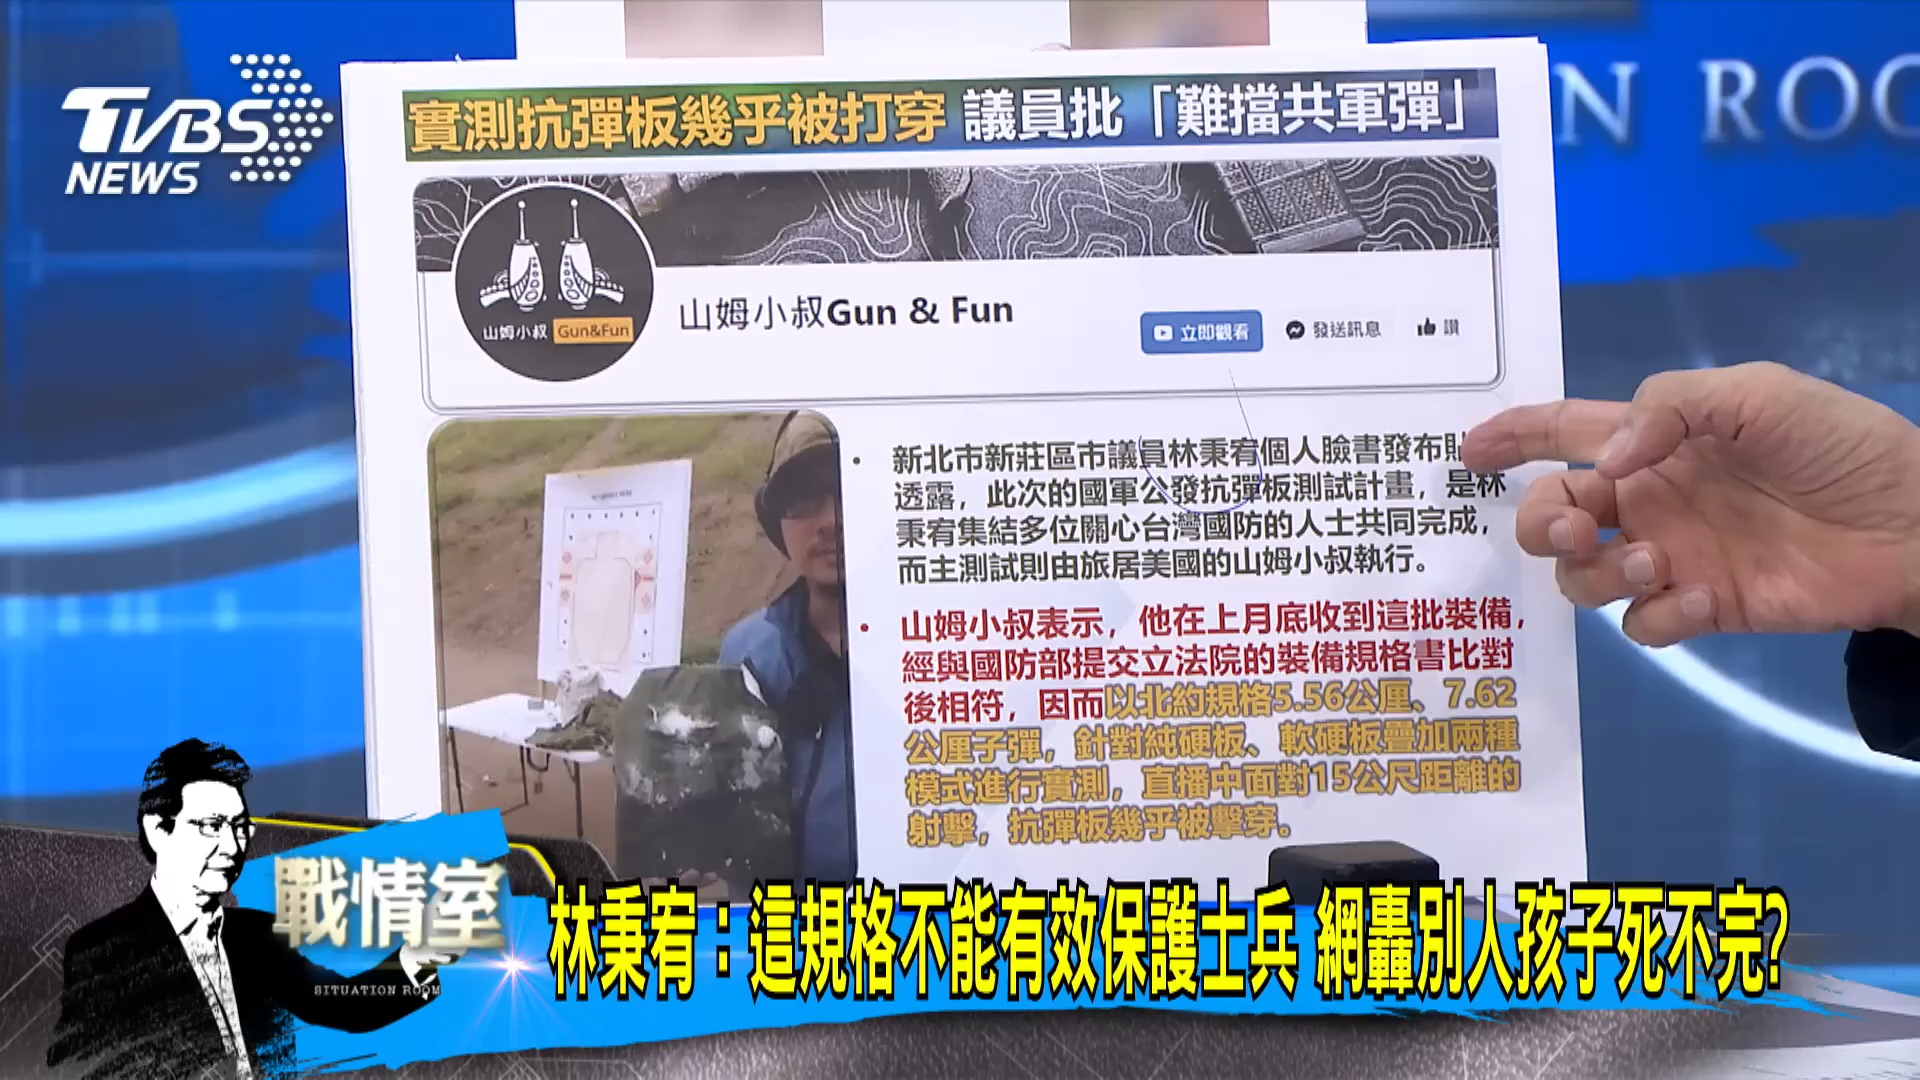 TVBS
NEWS
N ROO
實測抗彈板幾乎被打穿 議員批「難擋共軍彈」
山姆小叔 Gun&Fun
山姆小叔Gun & Fun
立即觀看
發送訊息
讚
• 新北市新莊區市議員林秉宥個人臉書發布貼
透露，此次的國軍公發抗彈板測試計畫，是林
秉宥集結多位關心台灣國防的人士共同完成，
而主測試則由旅居美國的山姆小叔執行。
• 山姆小叔表示，他在上月底收到這批裝備，
經與國防部提交立法院的裝備規格書比對
後相符，因而以北約規格5.56公厘、7.62
公厘子彈，針對純硬板、軟硬板疊加兩種
模式進行實測，直播中面對15公尺距離的
射擊，抗彈板幾乎被擊穿。
戰情室
SITUATION ROOM
林秉宥：這規格不能有效保護士兵 網轟別人孩子死不完?